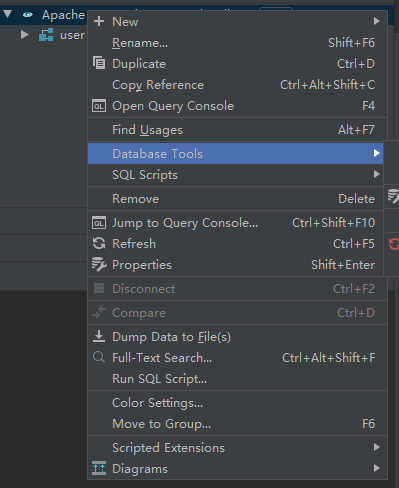 Apache
user
New
Rename... Shift+F6
Duplicate Ctrl+D
Copy Reference Ctrl+Alt+Shift+C
QL Open Query Console F4
Find Usages Alt+F7
Database Tools
SQL Scripts
Remove Delete
QL Jump to Query Console... Ctrl+Shift+F10
Refresh Ctrl+F5
Properties Shift+Enter
Disconnect Ctrl+F2
Compare Ctrl+D
Dump Data to File(s)
Full-Text Search... Ctrl+Alt+Shift+F
Run SQL Script...
Color Settings...
Move to Group... F6
Scripted Extensions
Diagrams